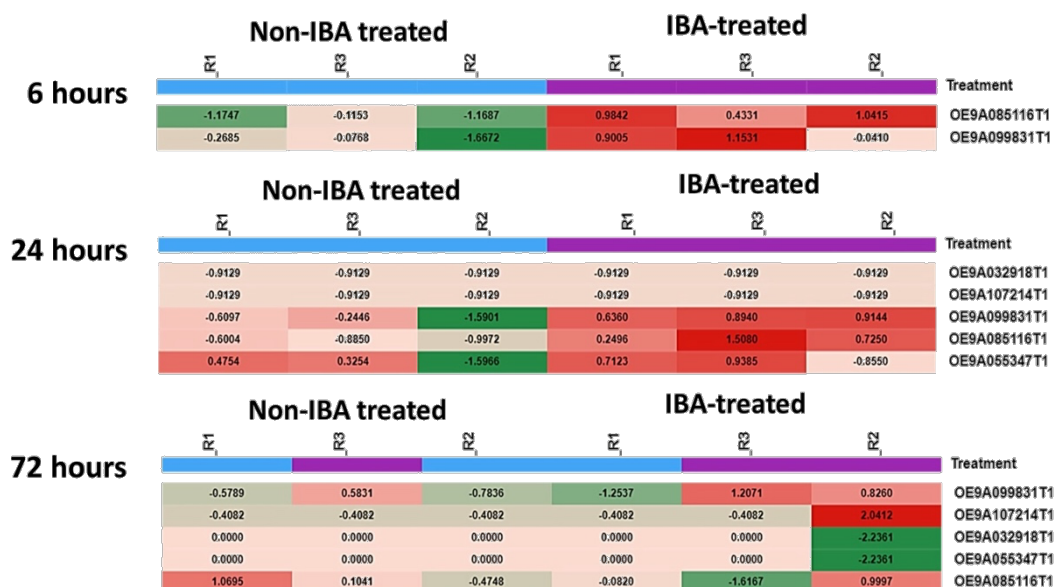 Non-IBA treated IBA-treated
R1 R3 R2 R1 R3 R2
6 hours Treatment
-1.1747 -0.1153 -1.1687 0.9842 0.4331 1.0415 OE9A085116T1
-0.2685 -0.0768 -1.6672 0.9005 1.1531 -0.0410 OE9A099831T1
Non-IBA treated IBA-treated
R1 R3 R2 R1 R3 R2
24 hours Treatment
-0.9129 -0.9129 -0.9129 -0.9129 -0.9129 -0.9129 OE9A032918T1
-0.9129 -0.9129 -0.9129 -0.9129 -0.9129 -0.9129 OE9A107214T1
-0.6097 -0.2446 -1.5901 0.6360 0.8940 0.9144 OE9A099831T1
-0.6004 -0.8850 -0.9972 0.2496 1.5080 0.7250 OE9A085116T1
0.4754 0.3254 -1.5966 0.7123 0.9385 -0.8550 OE9A055347T1
Non-IBA treated IBA-treated
R1 R3 R2 R1 R3 R2
72 hours Treatment
-0.5789 0.5831 -0.7836 -1.2537 1.2071 0.8260 OE9A099831T1
-0.4082 -0.4082 -0.4082 -0.4082 -0.4082 2.0412 OE9A107214T1
0.0000 0.0000 0.0000 0.0000 0.0000 -2.2361 OE9A032918T1
0.0000 0.0000 0.0000 0.0000 0.0000 -2.2361 OE9A055347T1
1.0695 0.1041 -0.4748 -0.0820 -1.6167 0.9997 OE9A085116T1